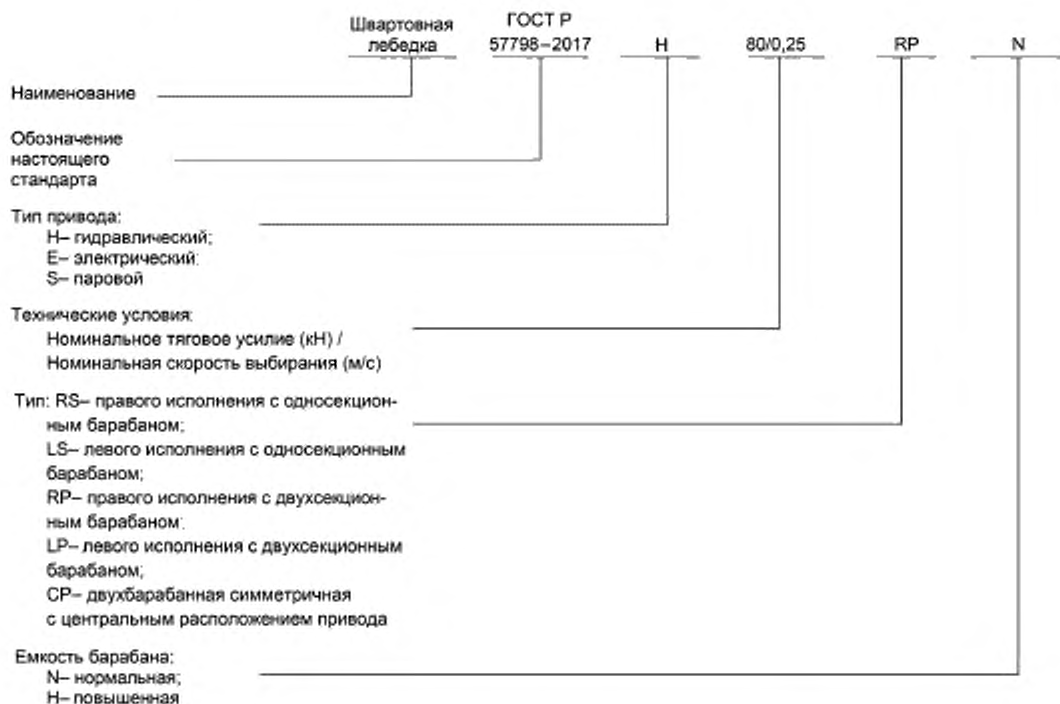 Швартовная
лебедка
ГОСТ Р
57798–2017
Н
80/0,25
RP
N
Наименование
Обозначение
настоящего
стандарта
Тип привода:
Н– гидравлический;
Е– электрический;
S– паровой
Технические условия:
Номинальное тяговое усилие (кН) /
Номинальная скорость выбирания (м/с)
Тип: RS– правого исполнения с односекцион-
ным барабаном;
LS– левого исполнения с односекционным
барабаном;
RP– правого исполнения с двухсекцион-
ным барабаном.
LP– левого исполнения с двухсекционным
барабаном;
СР– двухбарабанная симметричная
с центральным расположением привода
Емкость барабана:
N– нормальная;
Н– повышенная